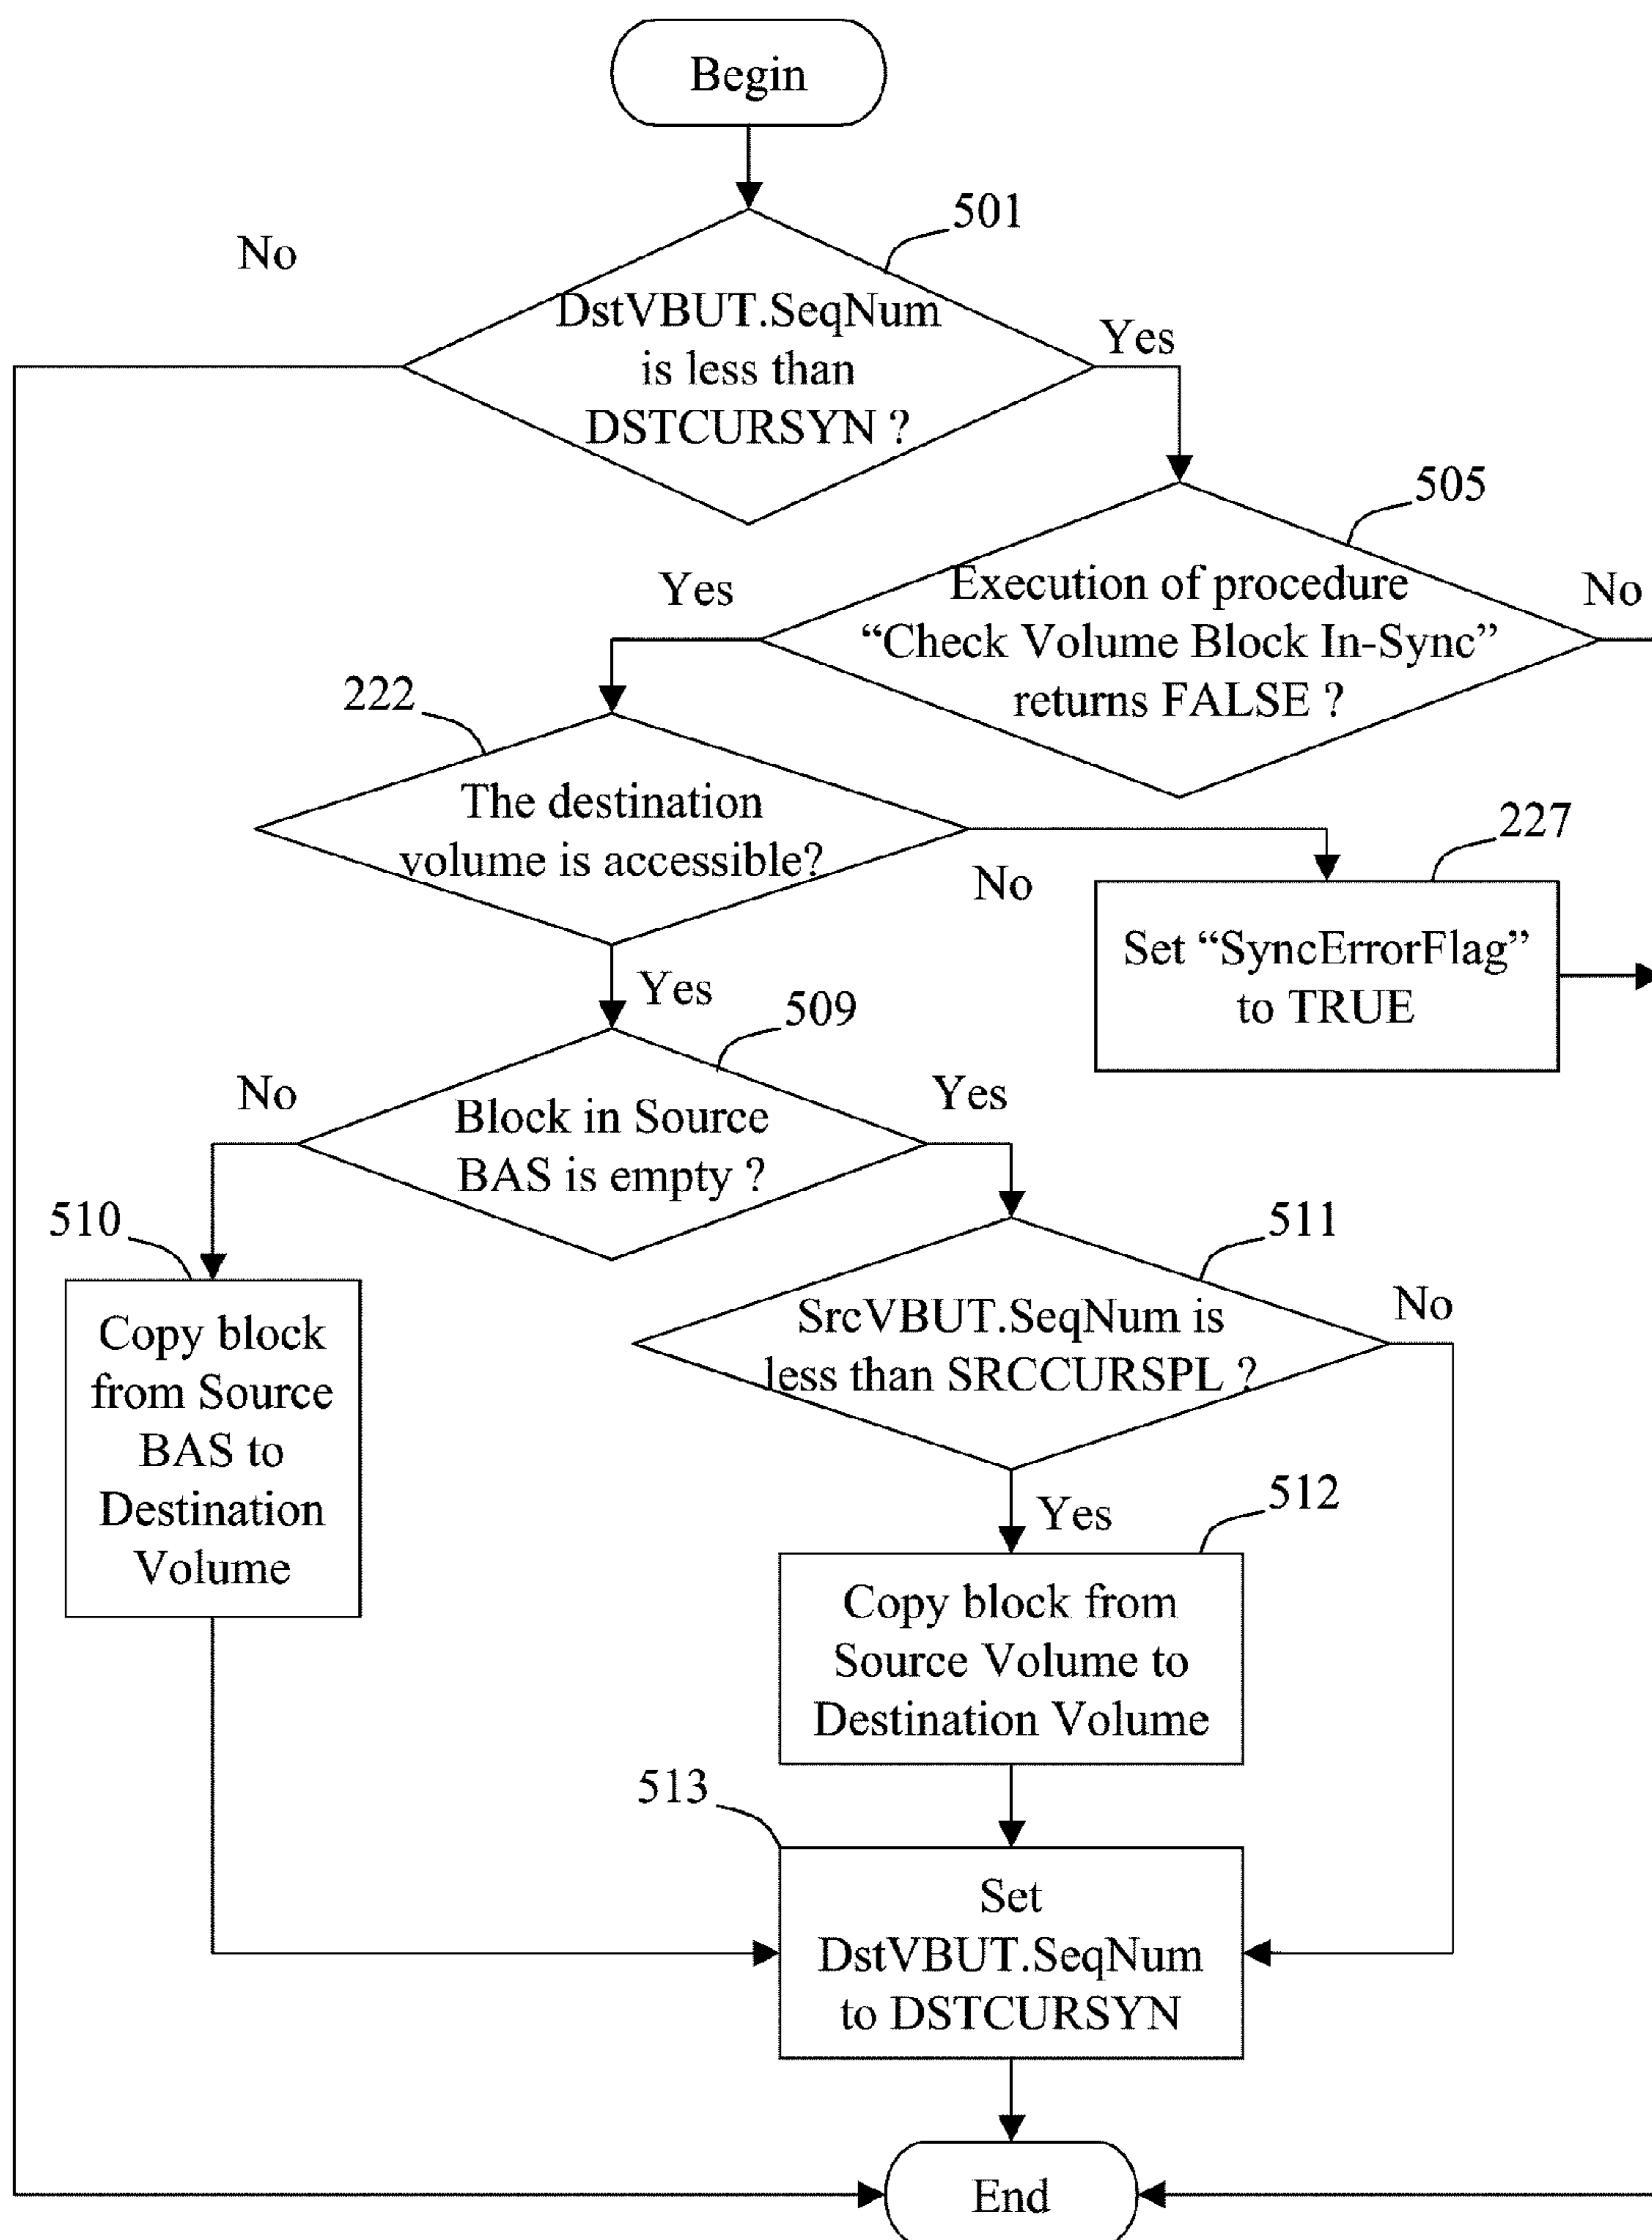 Begin
501
No
DstVBUT.SeqNum
is less than
DSTCURSYN ?
Yes
505
Execution of procedure
“Check Volume Block In-Sync”
returns FALSE ?
Yes
No
222
The destination
volume is accessible?
No
227
Set “SyncErrorFlag”
to TRUE
Yes
509
No
Block in Source
BAS is empty ?
Yes
510
Copy block
from Source
BAS to
Destination
Volume
511
SrcVBUT.SeqNum is
less than SRCCURSPL ?
No
Yes
512
Copy block from
Source Volume to
Destination Volume
513
Set
DstVBUT.SeqNum
to DSTCURSYN
End